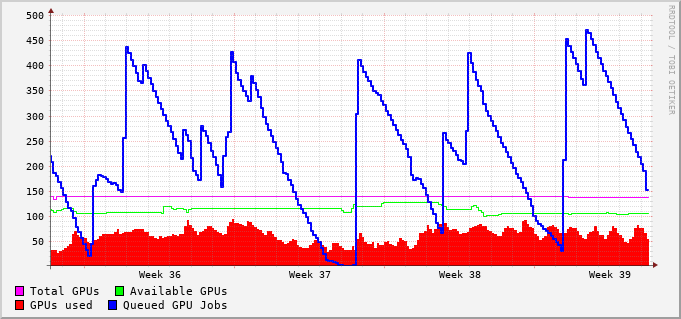 500
450
400
350
300
250
200
150
100
50
RRDTOOL / TOBI OETIKER
Week 36 Week 37 Week 38 Week 39
Total GPUs Available GPUs
GPUs used Queued GPU Jobs